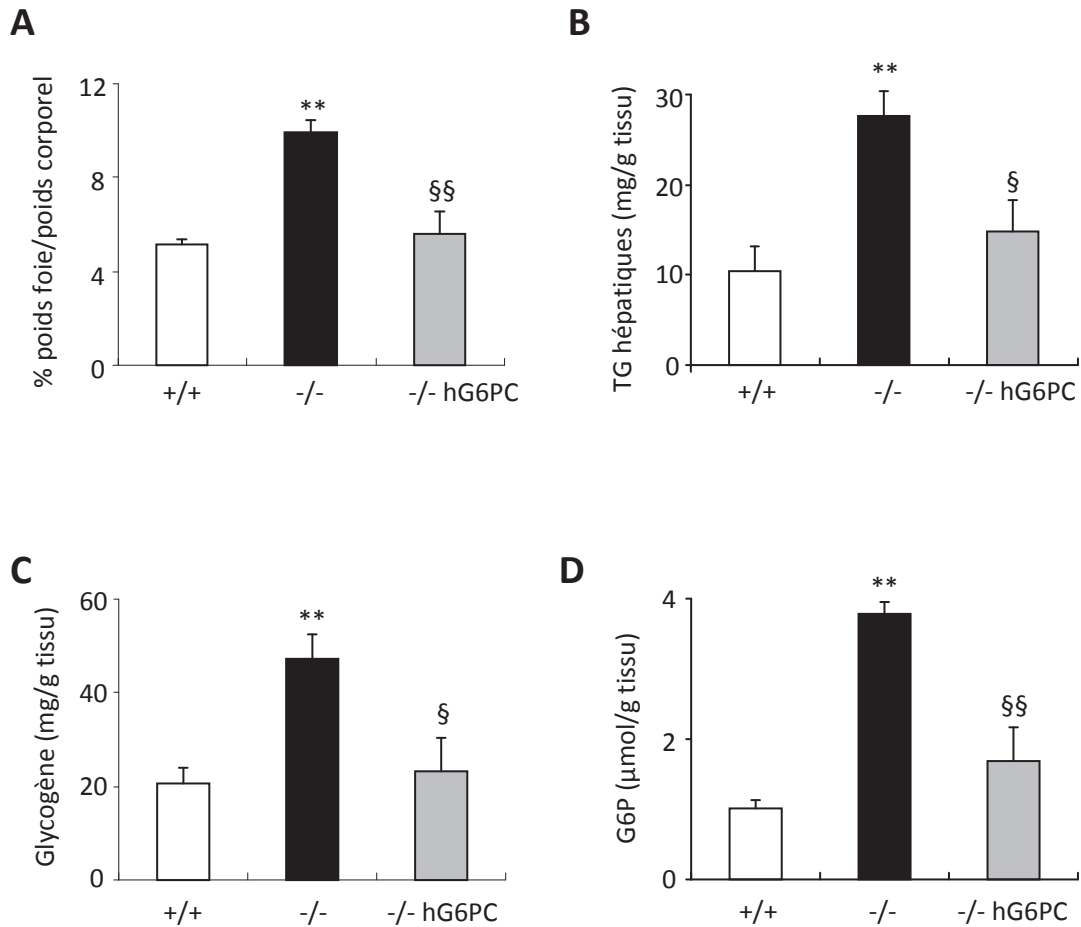 A
% poids foie/poids corporel
12
8
4
0
**
§§
+/+
-/-
-/- hG6PC
B
TG hépatiques (mg/g tissu)
30
20
10
0
**
§
+/+
-/-
-/- hG6PC
C
Glycogène (mg/g tissu)
60
40
20
0
**
§
+/+
-/-
-/- hG6PC
D
G6P (µmol/g tissu)
4
2
0
**
§§
+/+
-/-
-/- hG6PC